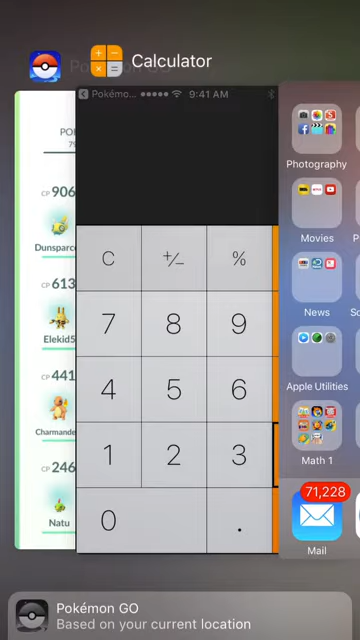 Calculator
Pokémo... 9:41 AM
C +/− %
7 8 9
4 5 6
1 2 3
0 .
CP 906
Dunsparc
CP 613
Elekid5
CP 441
Charmande
CP 246
Natu
Photography
Movies
News
Apple Utilities
Math 1
71,228
Mail
Pokémon GO
Based on your current location